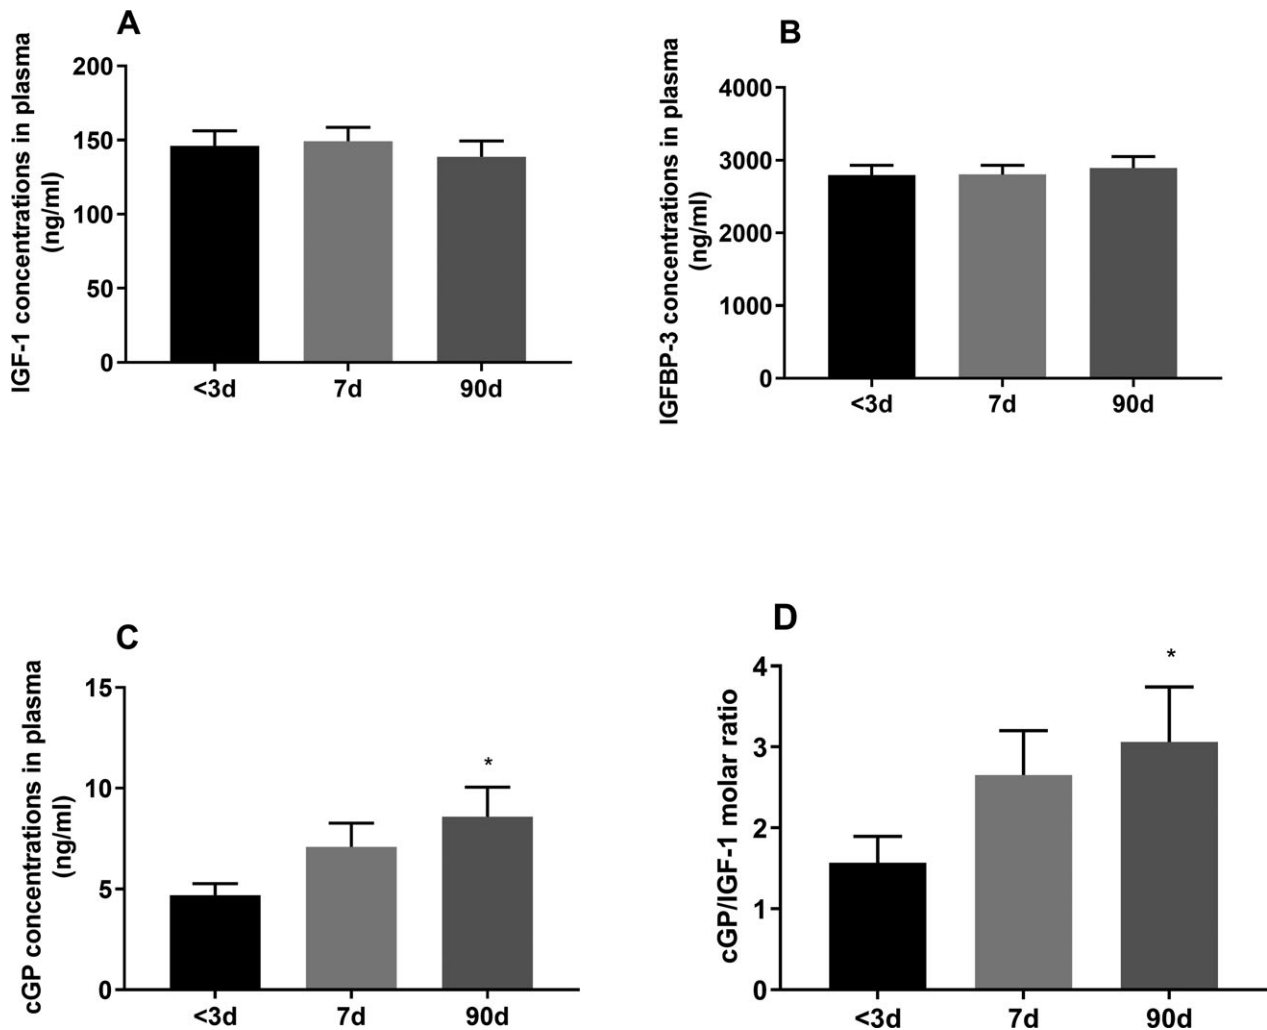 A
IGF-1 concentrations in plasma
(ng/ml)
200
150
100
50
0
<3d
7d
90d
B
IGFBP-3 concentrations in plasma
(ng/ml)
4000
3000
2000
1000
0
<3d
7d
90d
C
cGP concentrations in plasma
(ng/ml)
15
10
5
0
*
<3d
7d
90d
D
cGP/IGF-1 molar ratio
4
3
2
1
0
*
<3d
7d
90d